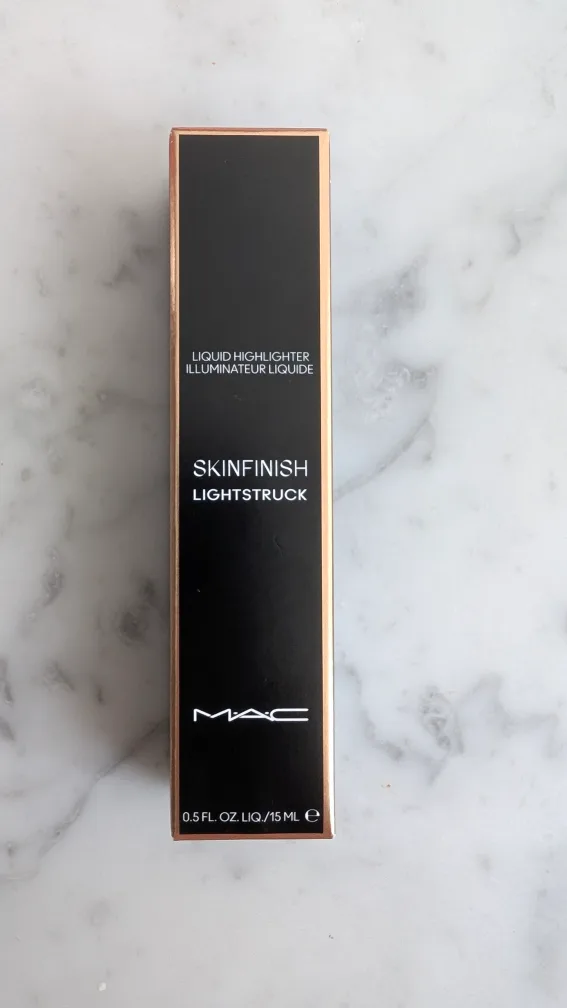 LIQUID HIGHLIGHTER
ILLUMINATEUR LIQUIDE
SKINFINISH
LIGHTSTRUCK
M·A·C
0.5 FL. OZ. LIQ./15 ML ℮